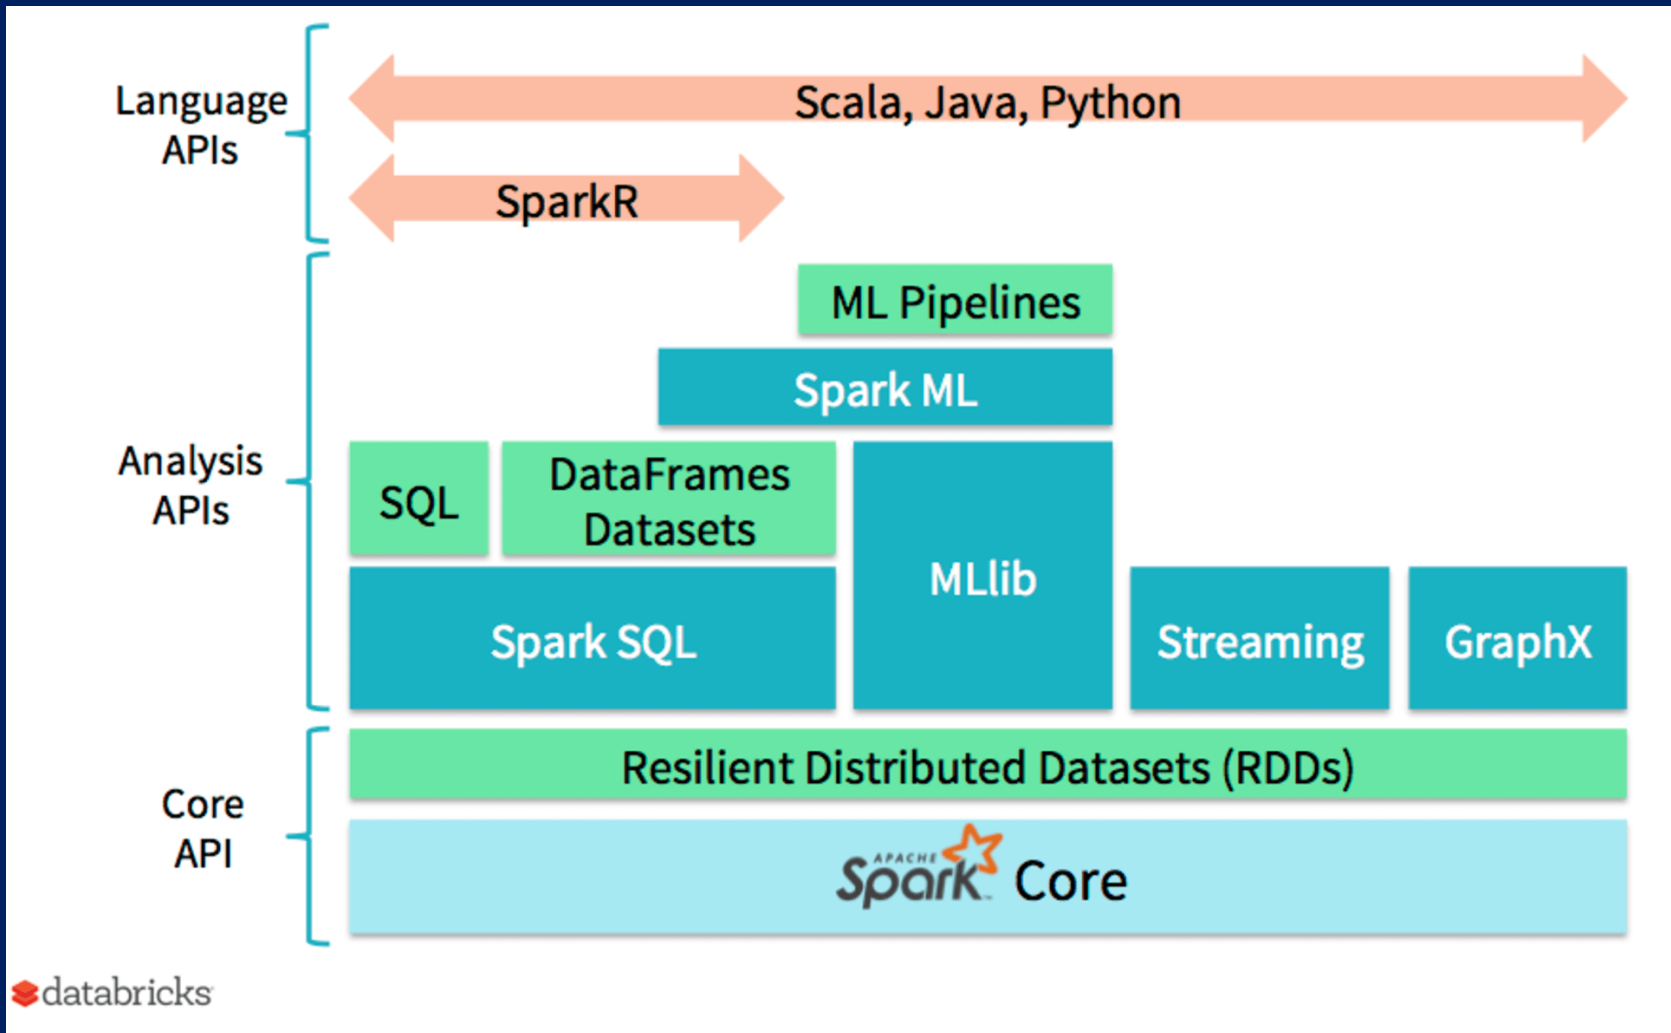 Language
APIs
Scala, Java, Python
SparkR
Analysis
APIs
ML Pipelines
Spark ML
SQL
DataFrames
Datasets
MLlib
Spark SQL
Streaming
GraphX
Core
API
Resilient Distributed Datasets (RDDs)
APACHE
Spark™ Core
databricks